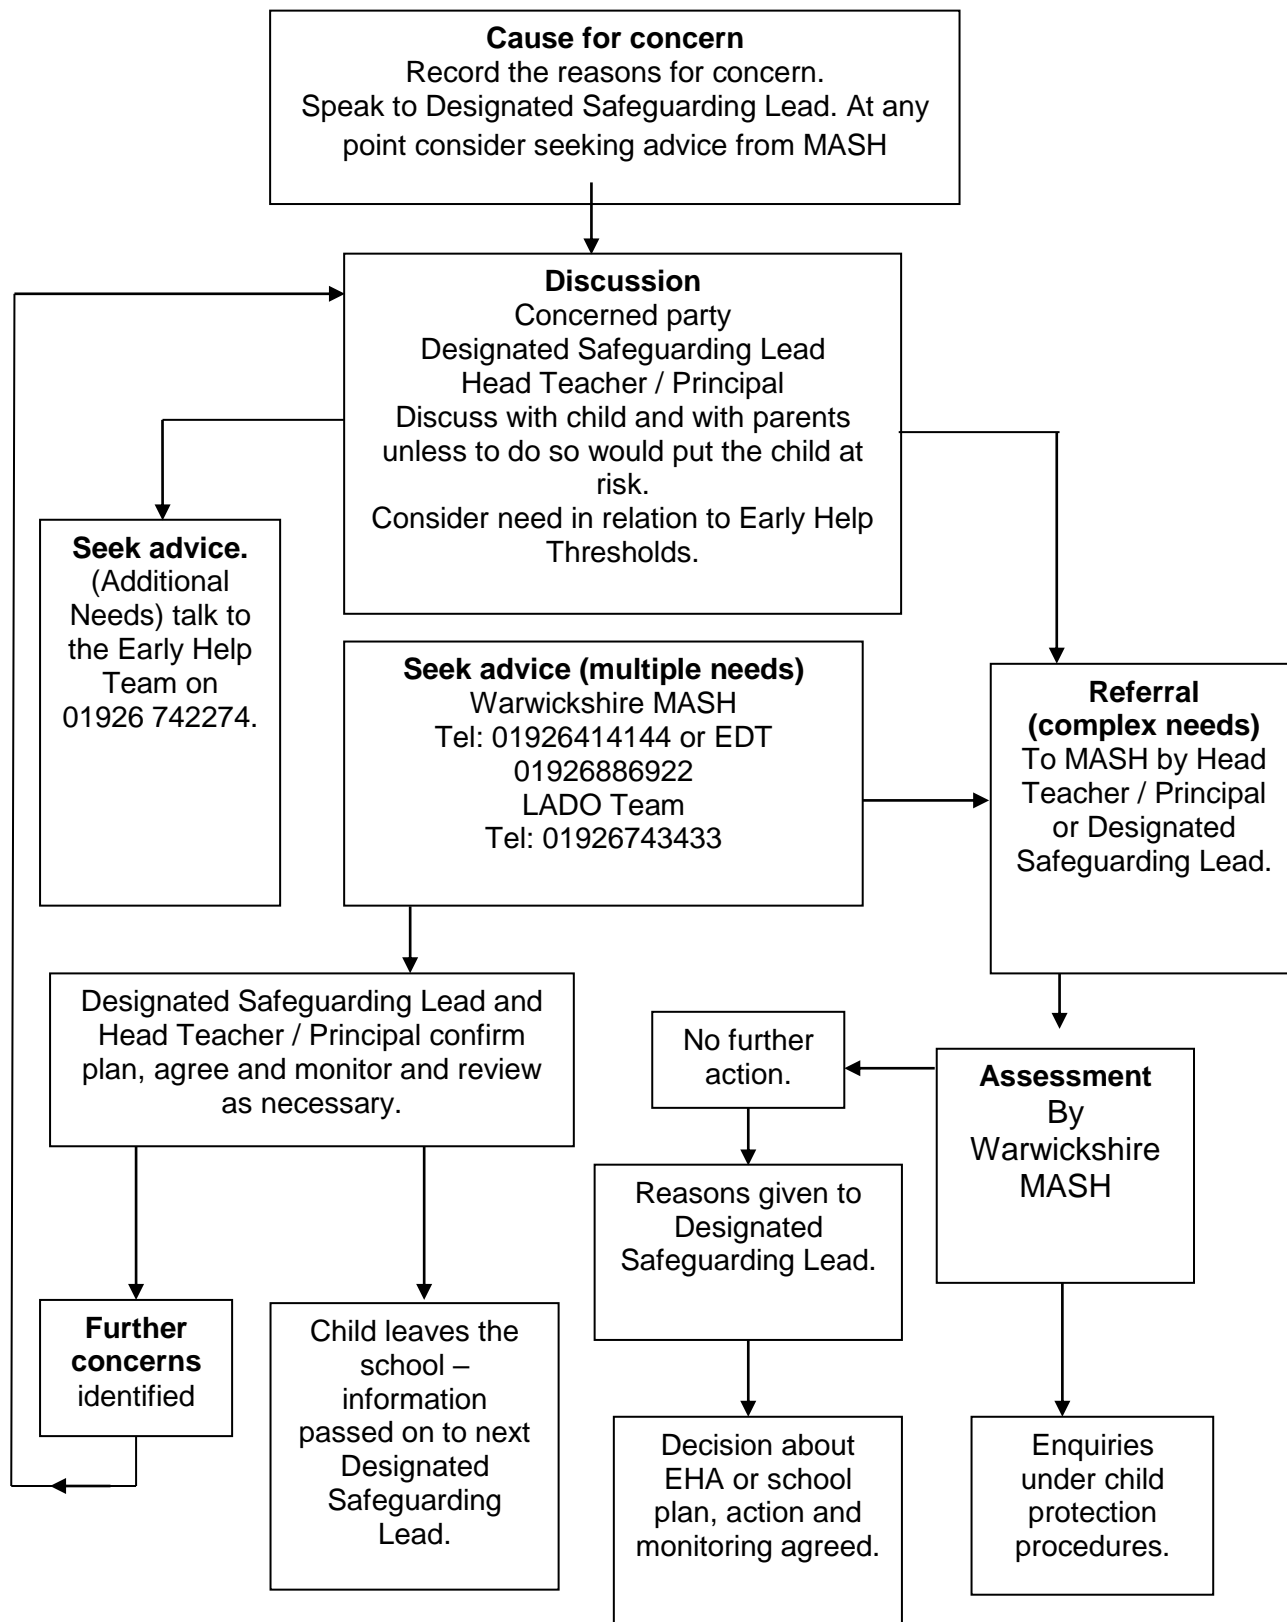 Cause for concern
Record the reasons for concern.
Speak to Designated Safeguarding Lead. At any
point consider seeking advice from MASH
Discussion
Concerned party
Designated Safeguarding Lead
Head Teacher / Principal
Discuss with child and with parents
unless to do so would put the child at
risk.
Consider need in relation to Early Help
Thresholds.
Seek advice.
(Additional
Needs) talk to
the Early Help
Team on
01926 742274.
Seek advice (multiple needs)
Warwickshire MASH
Tel: 01926414144 or EDT
01926886922
LADO Team
Tel: 01926743433
Referral
(complex needs)
To MASH by Head
Teacher / Principal
or Designated
Safeguarding Lead.
Designated Safeguarding Lead and
Head Teacher / Principal confirm
plan, agree and monitor and review
as necessary.
No further
action.
Assessment
By
Warwickshire
MASH
Reasons given to
Designated
Safeguarding Lead.
Further
concerns
identified
Child leaves the
school –
information
passed on to next
Designated
Safeguarding
Lead.
Decision about
EHA or school
plan, action and
monitoring agreed.
Enquiries
under child
protection
procedures.